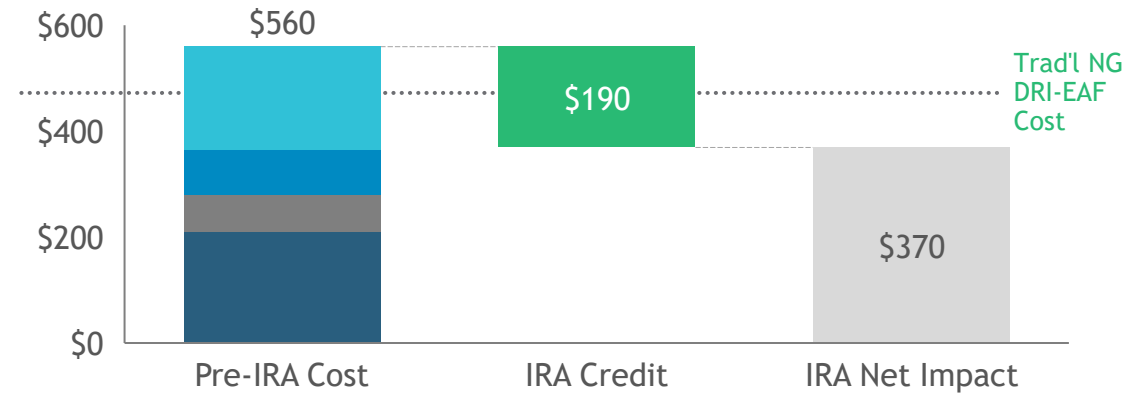 $600
$560
Trad'l NG
DRI-EAF
Cost
$190
$400
$200
$370
$0
Pre-IRA Cost
IRA Credit
IRA Net Impact